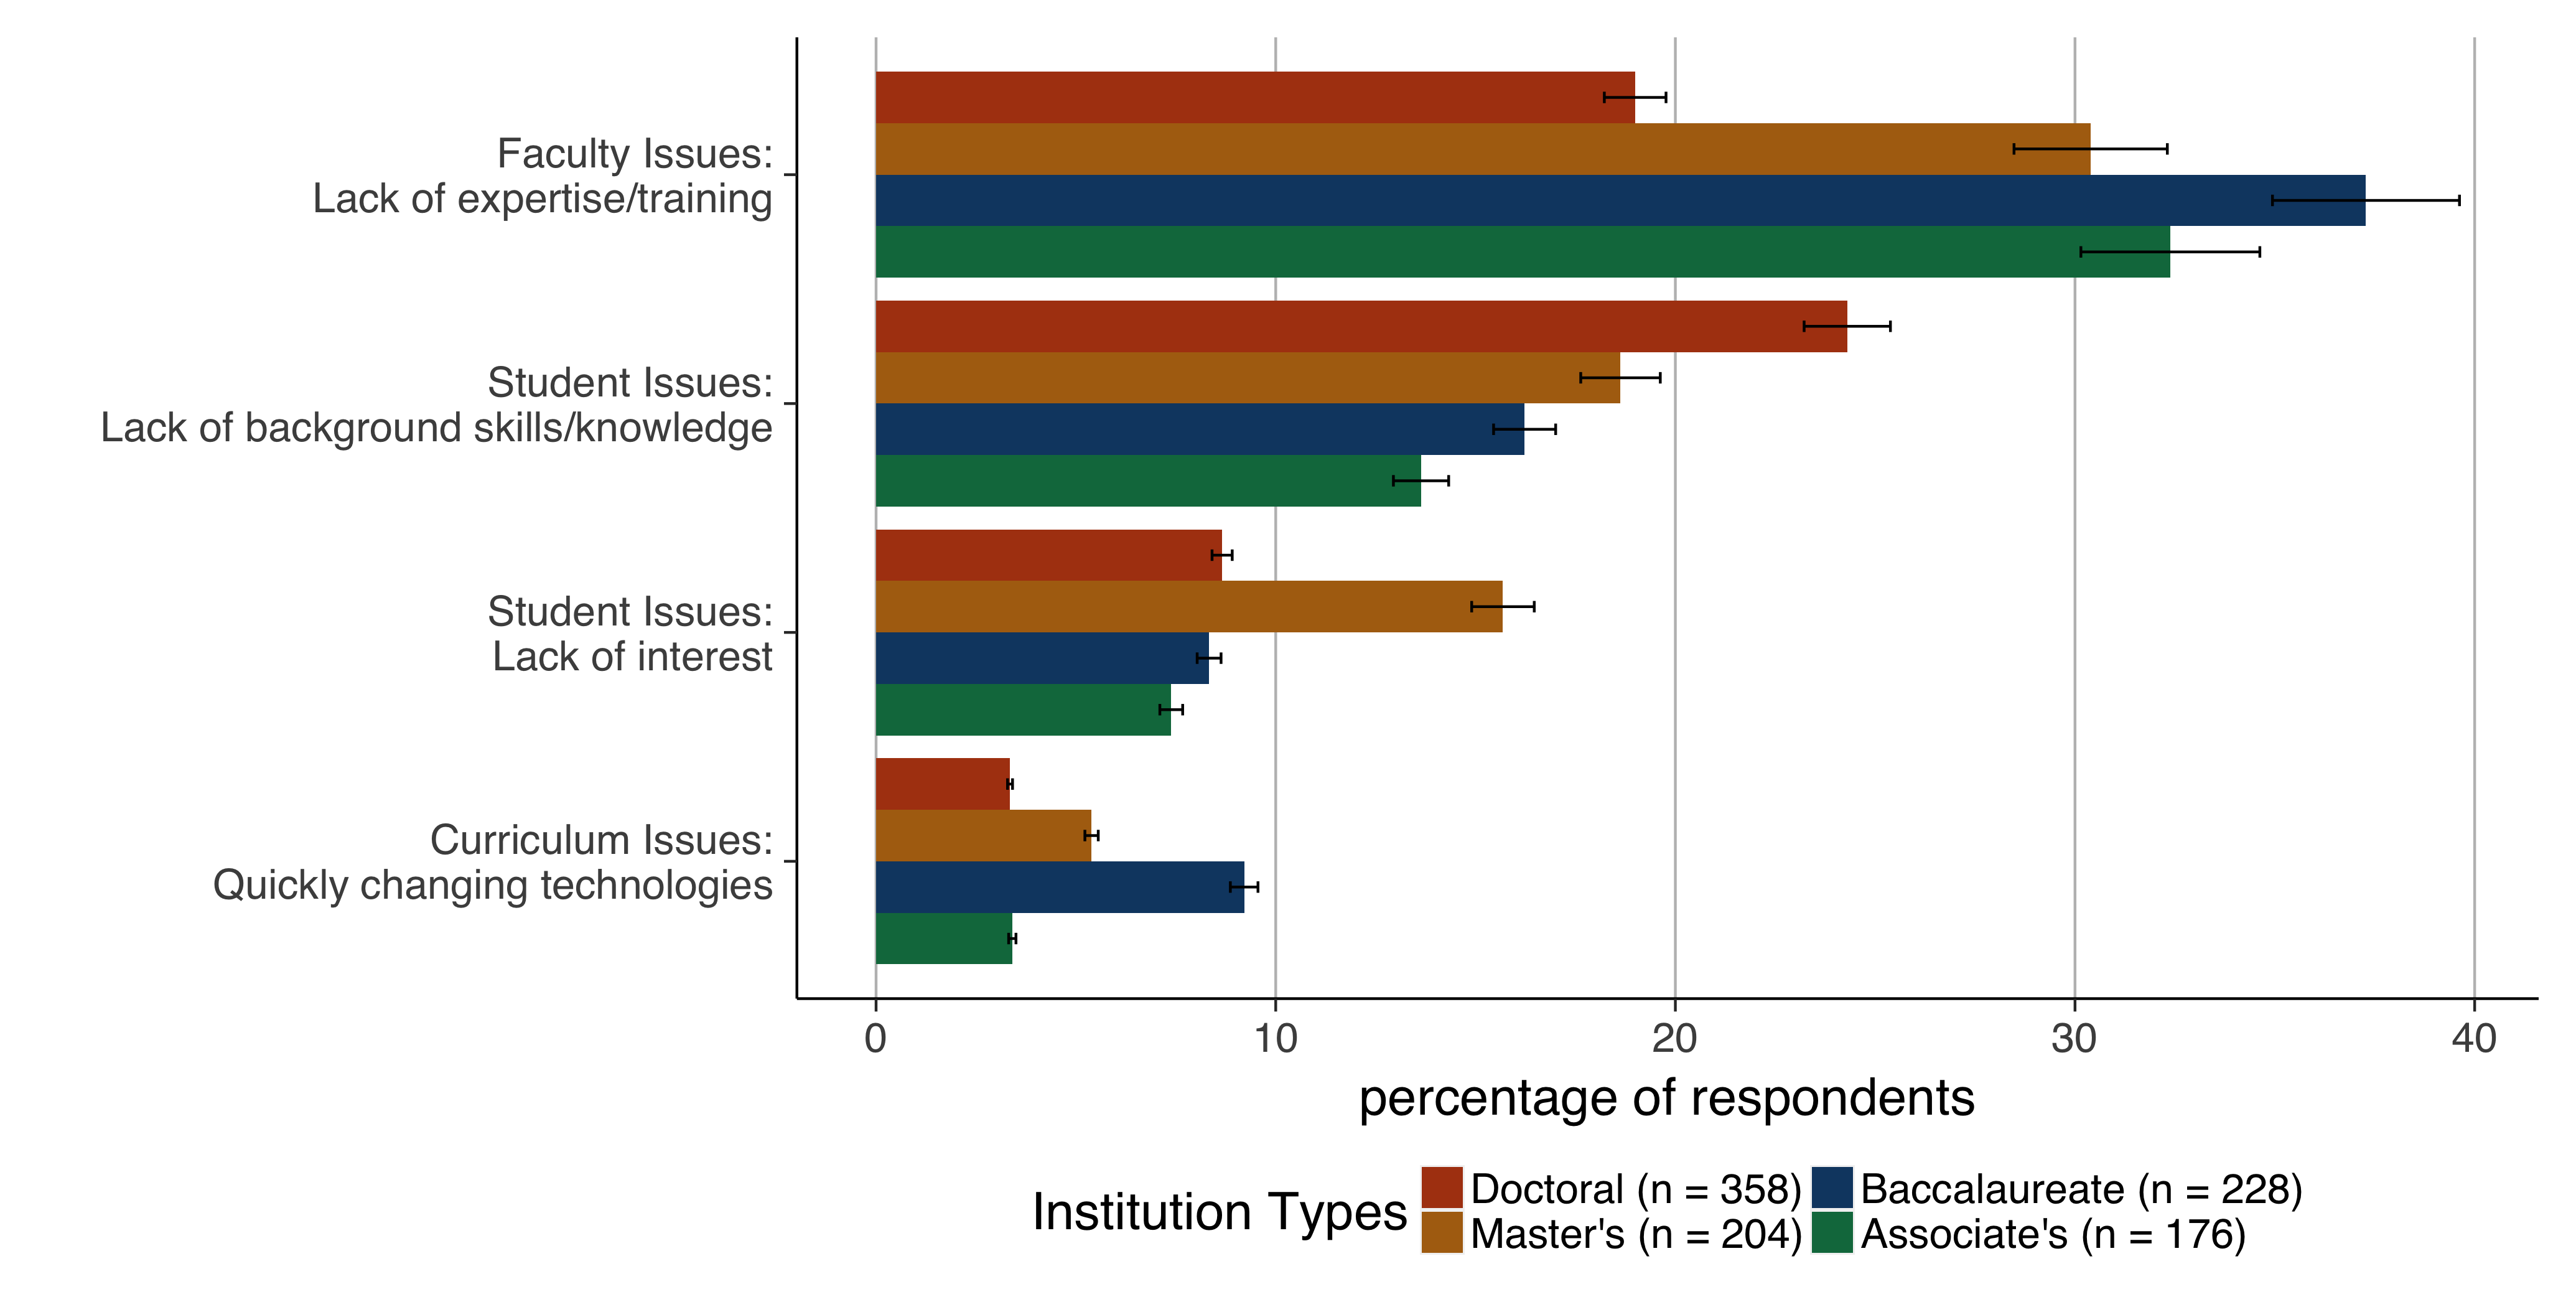 Faculty Issues:
Lack of expertise/training
Student Issues:
Lack of background skills/knowledge
Student Issues:
Lack of interest
Curriculum Issues:
Quickly changing technologies
0 10 20 30 40
percentage of respondents
Institution Types
Doctoral (n = 358) Baccalaureate (n = 228)
Master's (n = 204) Associate's (n = 176)